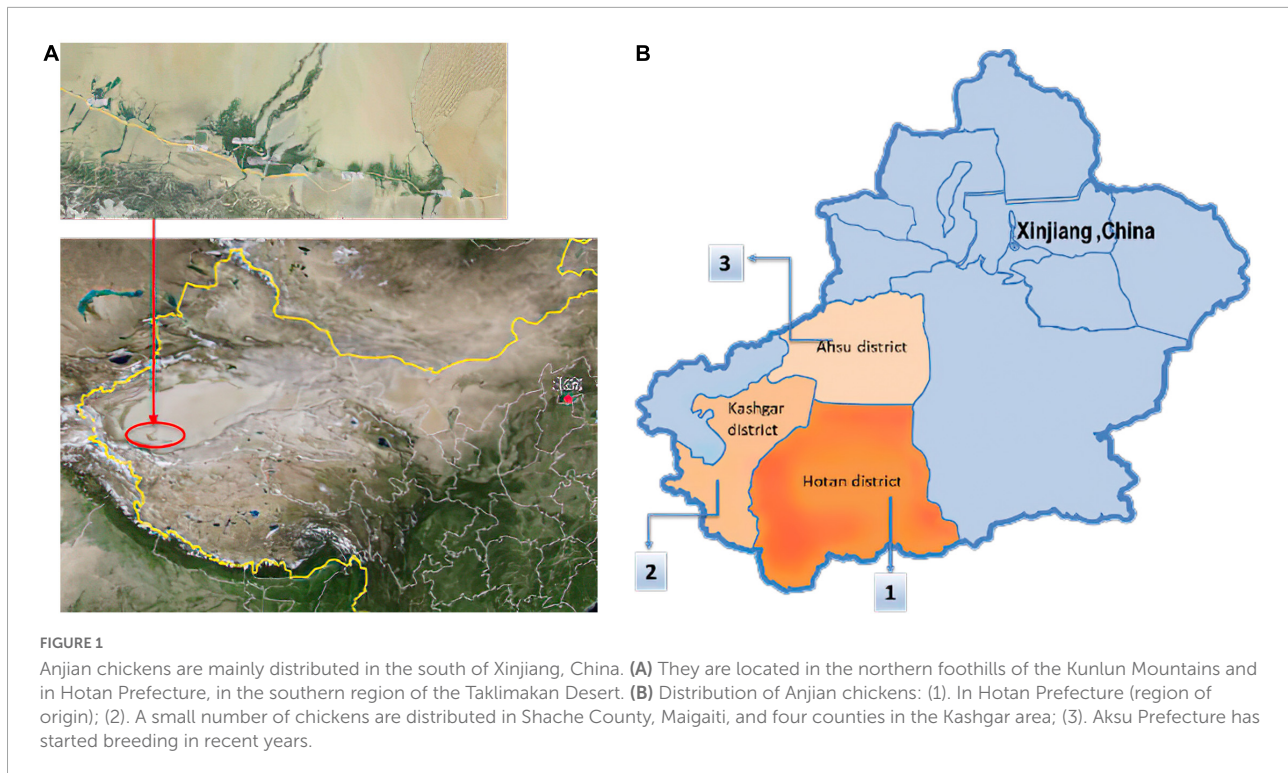 A
B
Xinjiang ,China
3
Ahsu district
Kashgar
district
Hotan district
2
1
FIGURE 1
Anjian chickens are mainly distributed in the south of Xinjiang, China. (A) They are located in the northern foothills of the Kunlun Mountains and
in Hotan Prefecture, in the southern region of the Taklimakan Desert. (B) Distribution of Anjian chickens: (1). In Hotan Prefecture (region of
origin); (2). A small number of chickens are distributed in Shache County, Maigaiti, and four counties in the Kashgar area; (3). Aksu Prefecture has
started breeding in recent years.